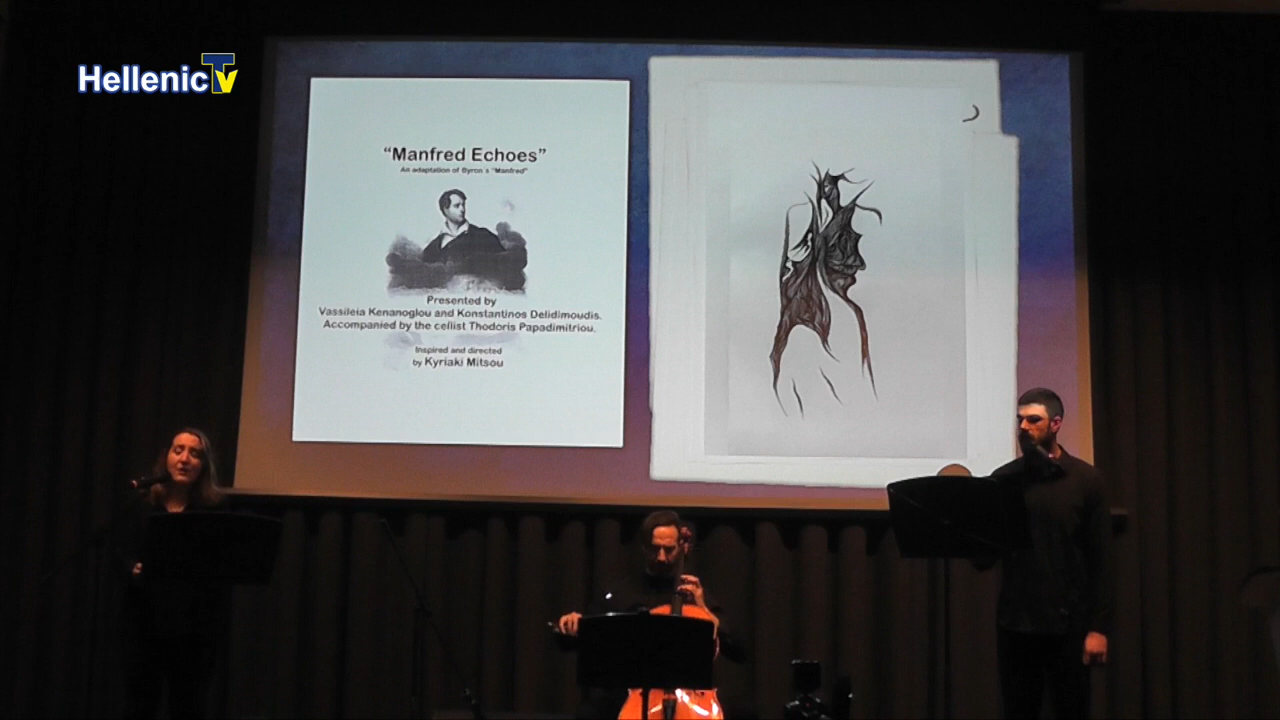 HellenicTv
“Manfred Echoes”
An adaptation of Byron´s “Manfred”
Presented by
Vassileia Kenanoglou and Konstantinos Delidimoudis.
Accompanied by the cellist Thodoris Papadimitriou.
Inspired and directed
by Kyriaki Mitsou